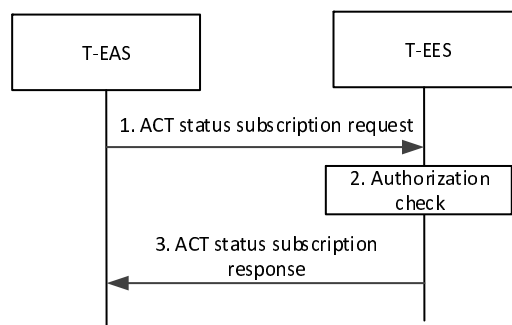 T-EAS
T-EES
1. ACT status subscription request
2. Authorization
check
3. ACT status subscription
response